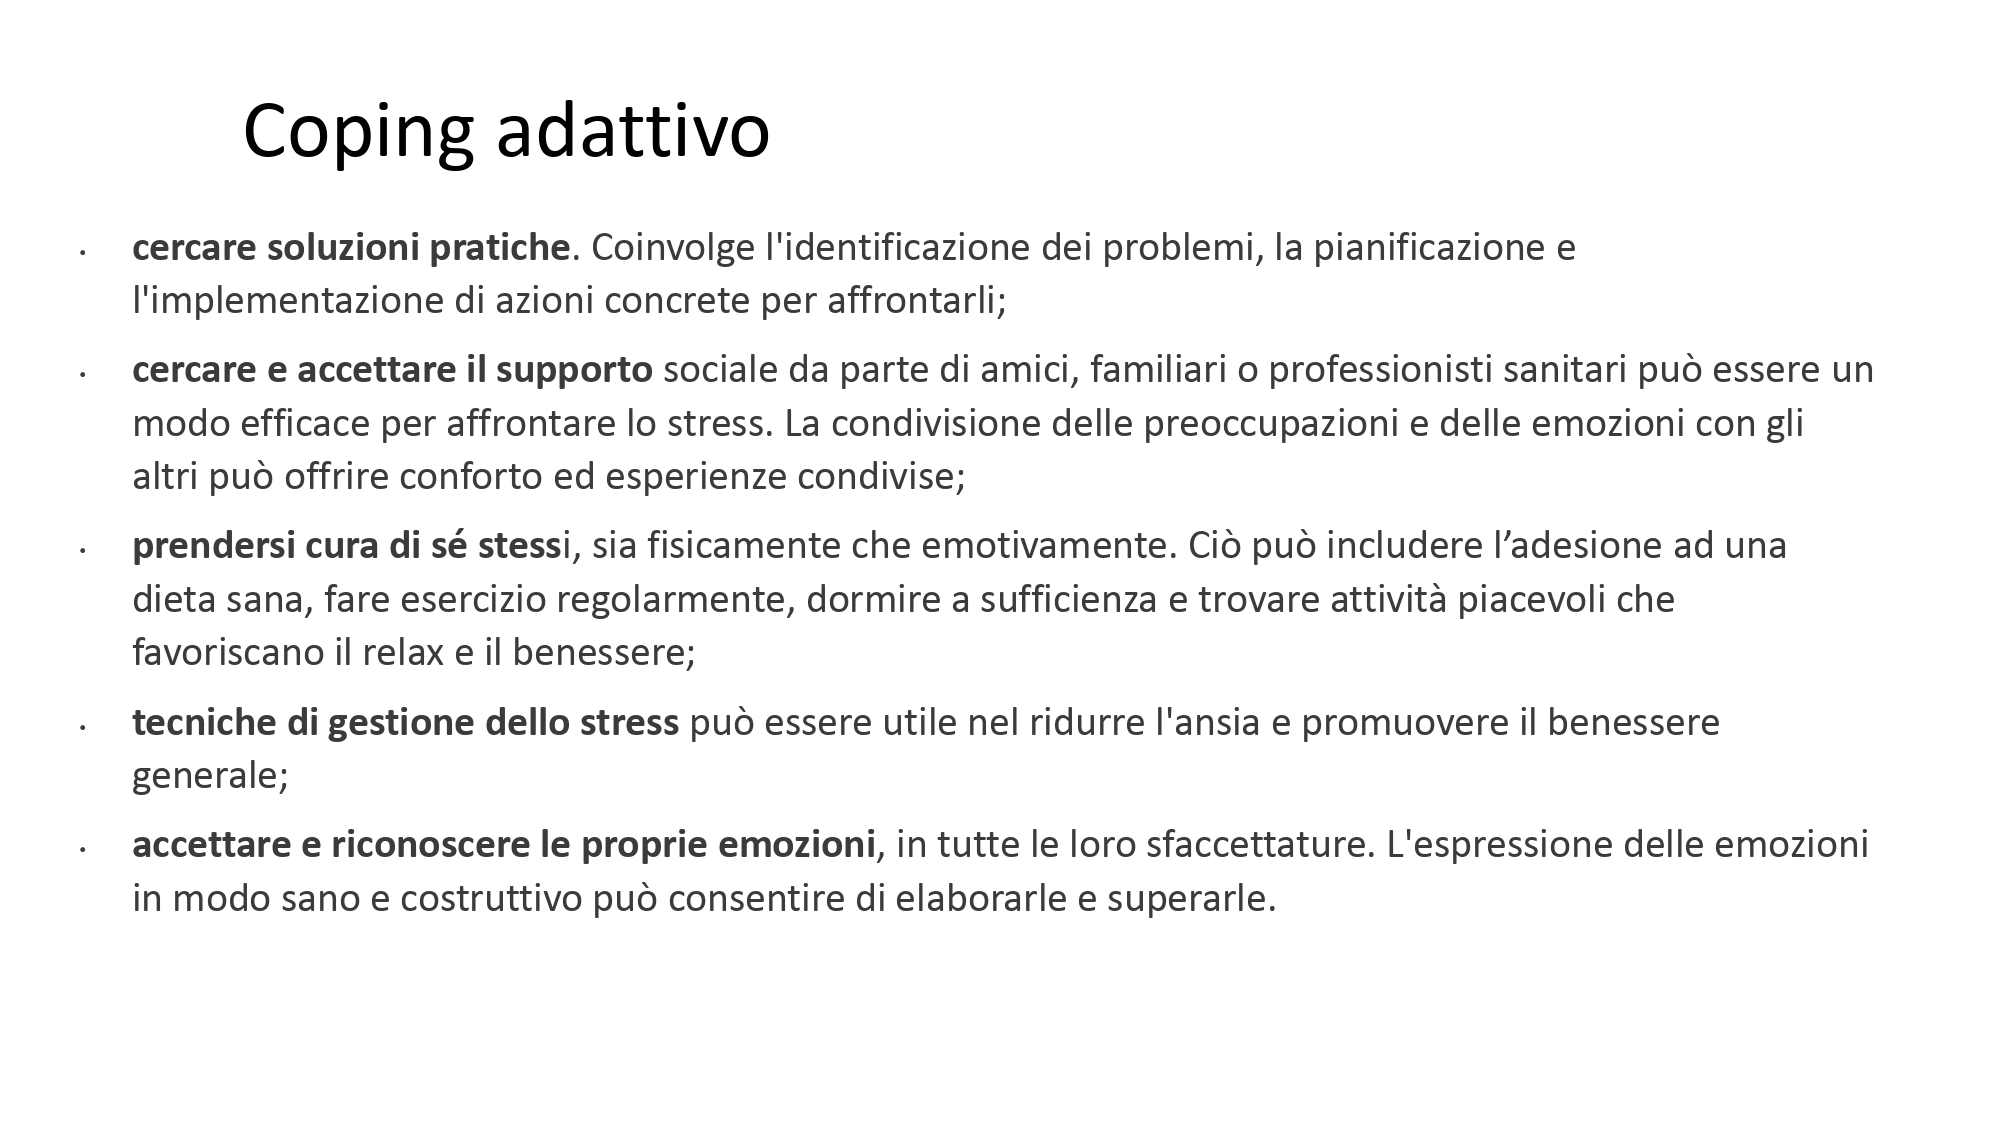 Coping adattivo
• cercare soluzioni pratiche. Coinvolge l'identificazione dei problemi, la pianificazione e
l'implementazione di azioni concrete per affrontarli;
• cercare e accettare il supporto sociale da parte di amici, familiari o professionisti sanitari può essere un
modo efficace per affrontare lo stress. La condivisione delle preoccupazioni e delle emozioni con gli
altri può offrire conforto ed esperienze condivise;
• prendersi cura di sé stessi, sia fisicamente che emotivamente. Ciò può includere l’adesione ad una
dieta sana, fare esercizio regolarmente, dormire a sufficienza e trovare attività piacevoli che
favoriscano il relax e il benessere;
• tecniche di gestione dello stress può essere utile nel ridurre l'ansia e promuovere il benessere
generale;
• accettare e riconoscere le proprie emozioni, in tutte le loro sfaccettature. L'espressione delle emozioni
in modo sano e costruttivo può consentire di elaborarle e superarle.